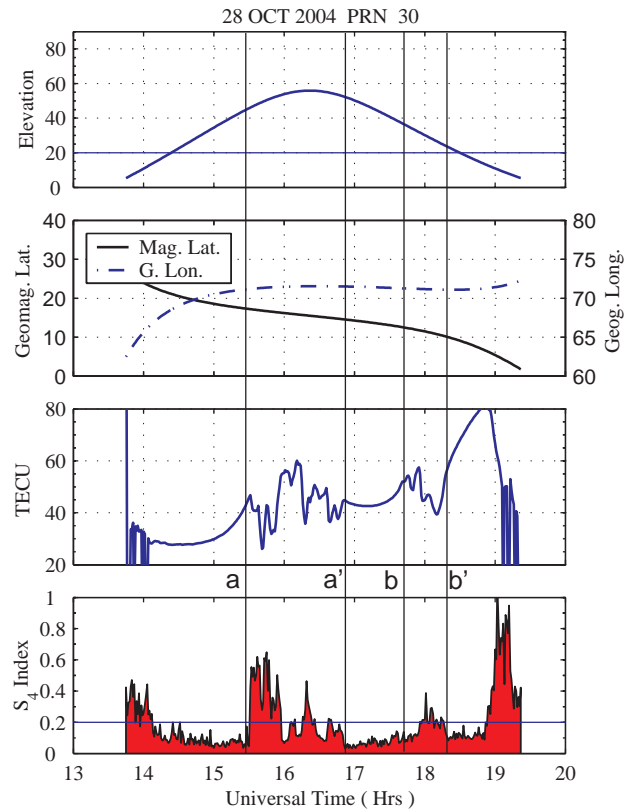 28 OCT 2004 PRN 30
80
60
40
20
0
Elevation
40
30
20
10
0
Geomag. Lat.
Mag. Lat.
G. Lon.
80
75
70
65
60
Geog. Long.
80
60
40
20
TECU
a
a'
b
b'
1
0.8
0.6
0.4
0.2
0
S4 Index
13 14 15 16 17 18 19 20
Universal Time ( Hrs )